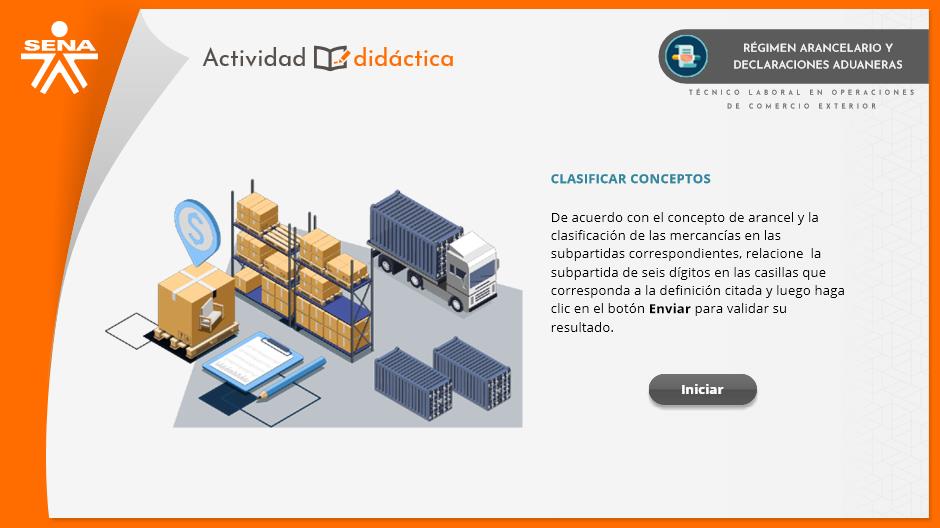 SENA
Actividad didáctica
RÉGIMEN ARANCELARIO Y
DECLARACIONES ADUANERAS
TÉCNICO LABORAL EN OPERACIONES
DE COMERCIO EXTERIOR
CLASIFICAR CONCEPTOS
De acuerdo con el concepto de arancel y la
clasificación de las mercancías en las
subpartidas correspondientes, relacione la
subpartida de seis dígitos en las casillas que
corresponda a la definición citada y luego haga
clic en el botón Enviar para validar su
resultado.
Iniciar